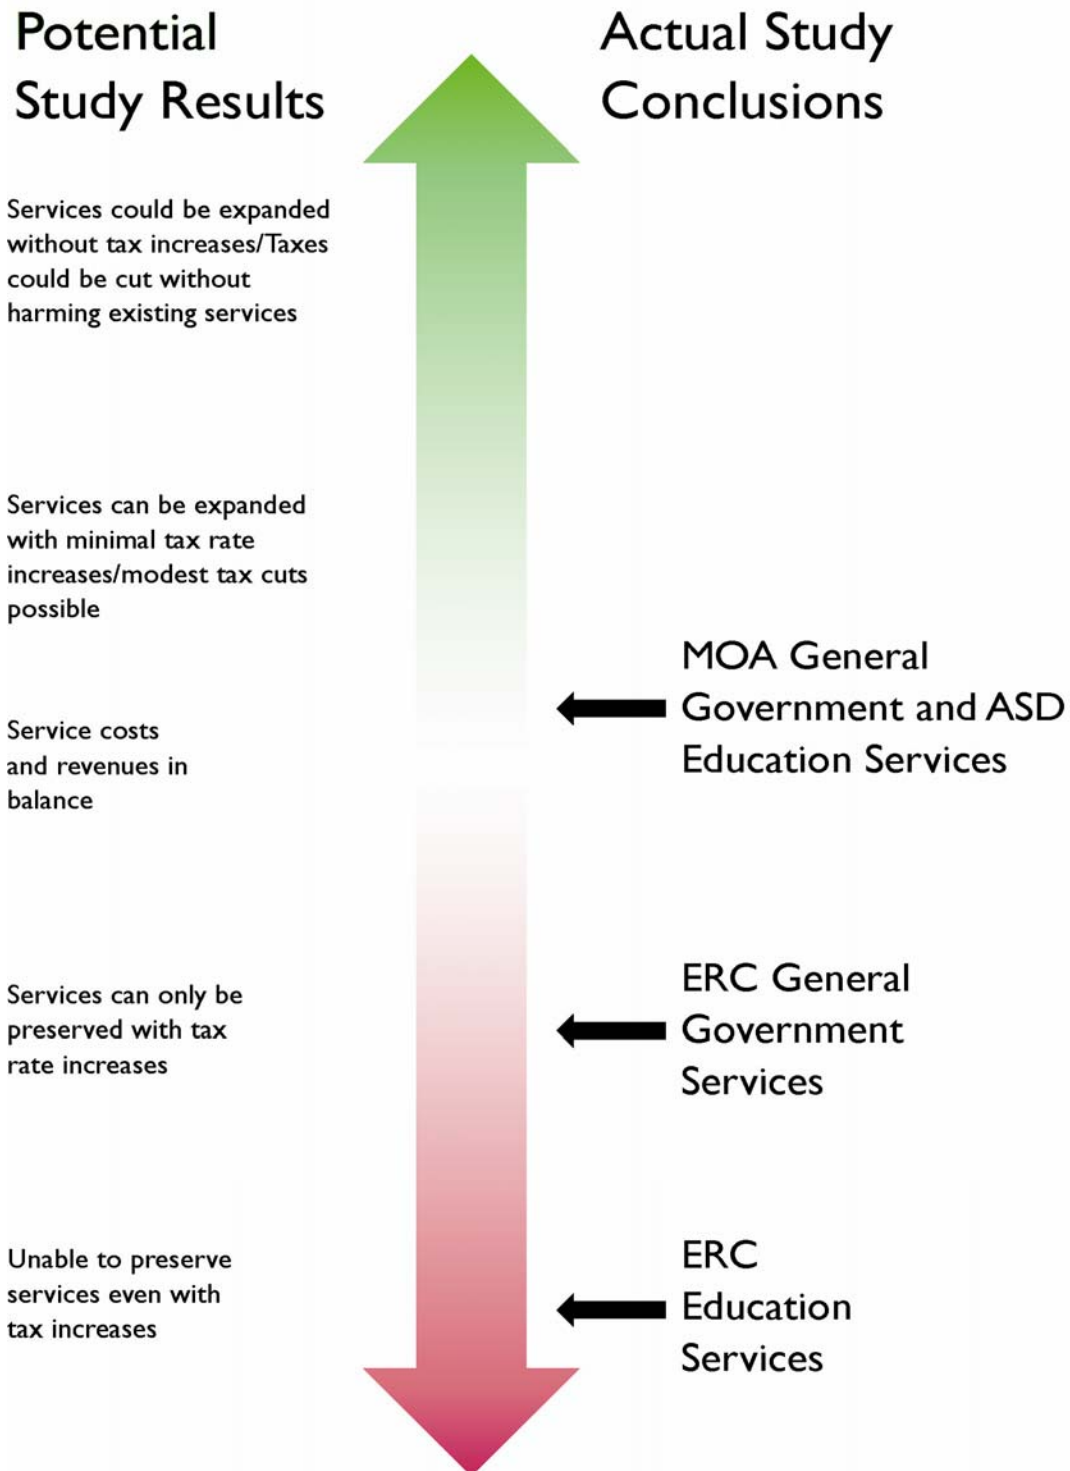 Potential
Study Results
Actual Study
Conclusions
Services could be expanded
without tax increases/Taxes
could be cut without
harming existing services
Services can be expanded
with minimal tax rate
increases/modest tax cuts
possible
MOA General
Government and ASD
Education Services
Service costs
and revenues in
balance
ERC General
Government
Services
Services can only be
preserved with tax
rate increases
ERC
Education
Services
Unable to preserve
services even with
tax increases